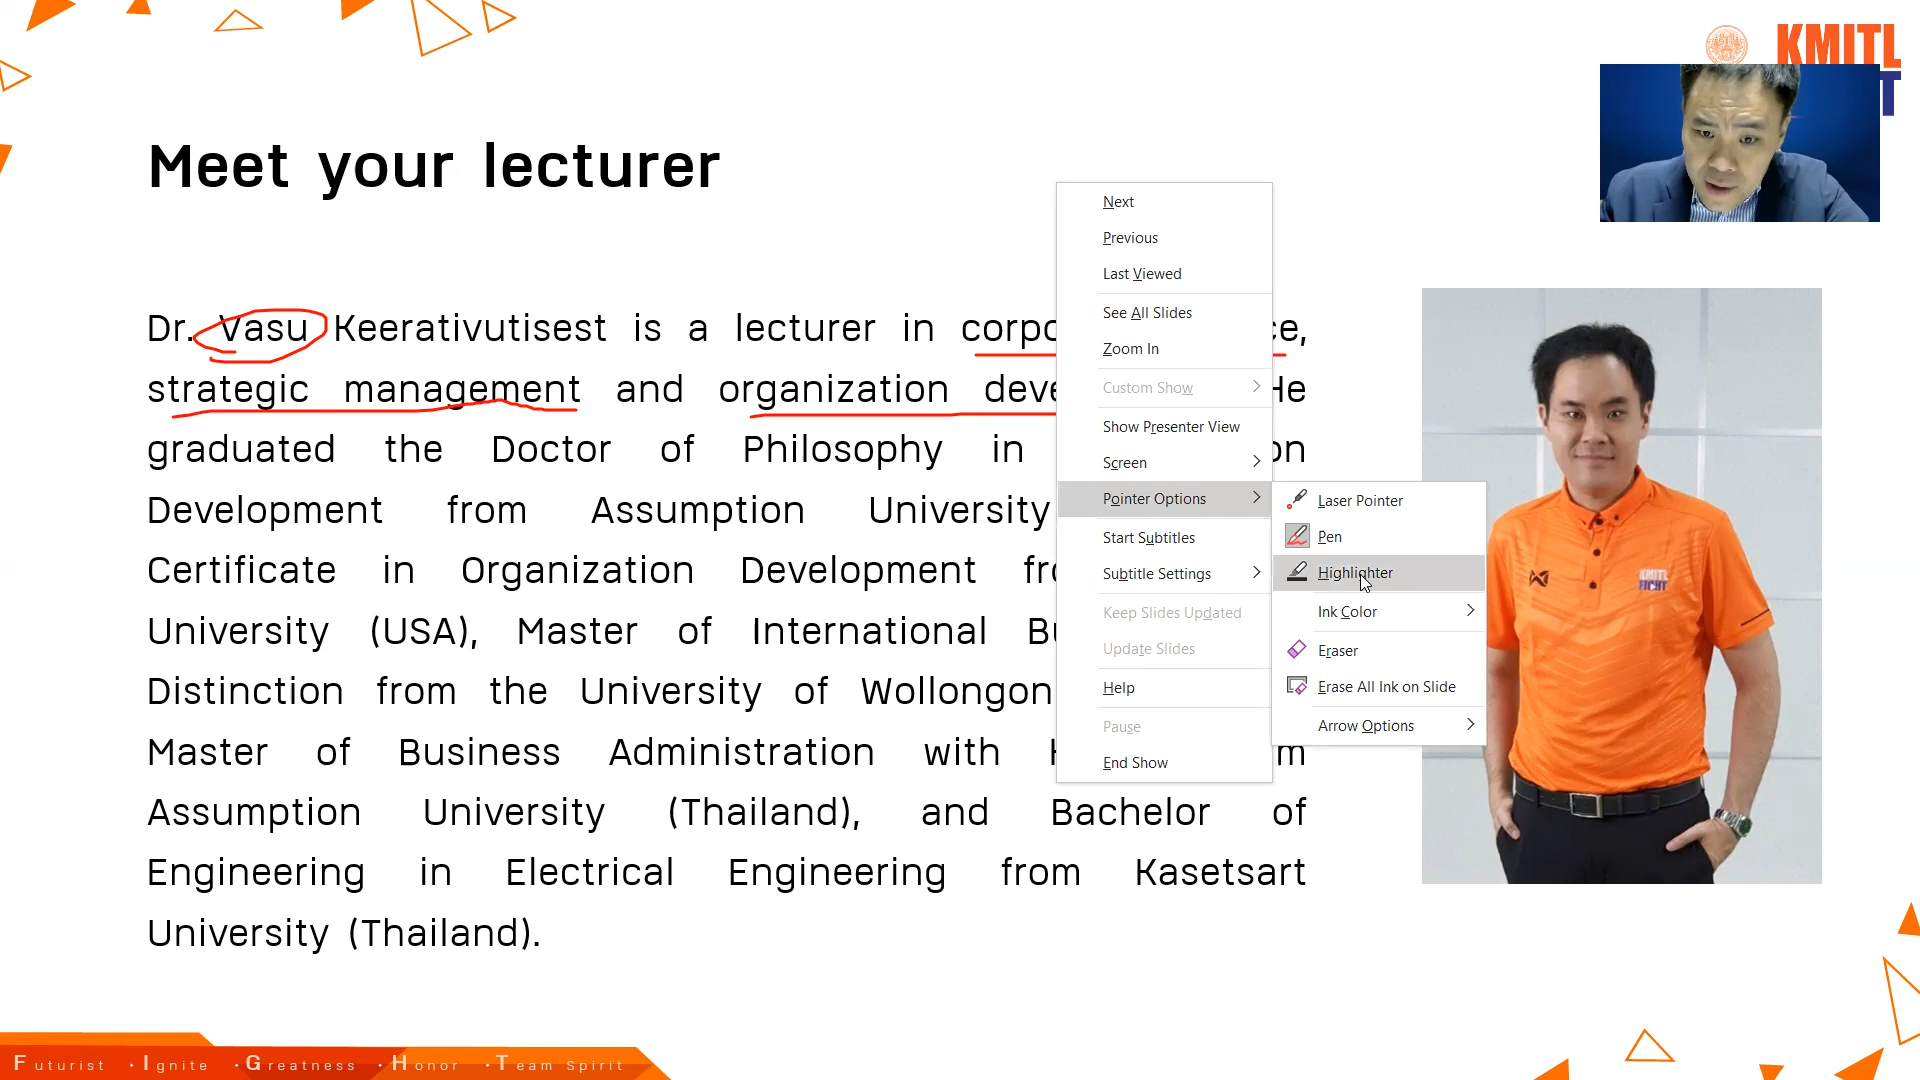 KMITL
T
Meet your lecturer
Dr. Vasu Keerativutisest is a lecturer in corpo ce,
strategic management and organization deve He
graduated the Doctor of Philosophy in on
Development from Assumption University
Certificate in Organization Development fro
University (USA), Master of International Bu
Distinction from the University of Wollongon
Master of Business Administration with H m
Assumption University (Thailand), and Bachelor of
Engineering in Electrical Engineering from Kasetsart
University (Thailand).
Next
Previous
Last Viewed
See All Slides
Zoom In
Custom Show
Show Presenter View
Screen
Pointer Options
Start Subtitles
Subtitle Settings
Keep Slides Updated
Update Slides
Help
Pause
End Show
Laser Pointer
Pen
Highlighter
Ink Color
Eraser
Erase All Ink on Slide
Arrow Options
KMITL
FIGHT
Futurist · Ignite · Greatness · Honor · Team Spirit